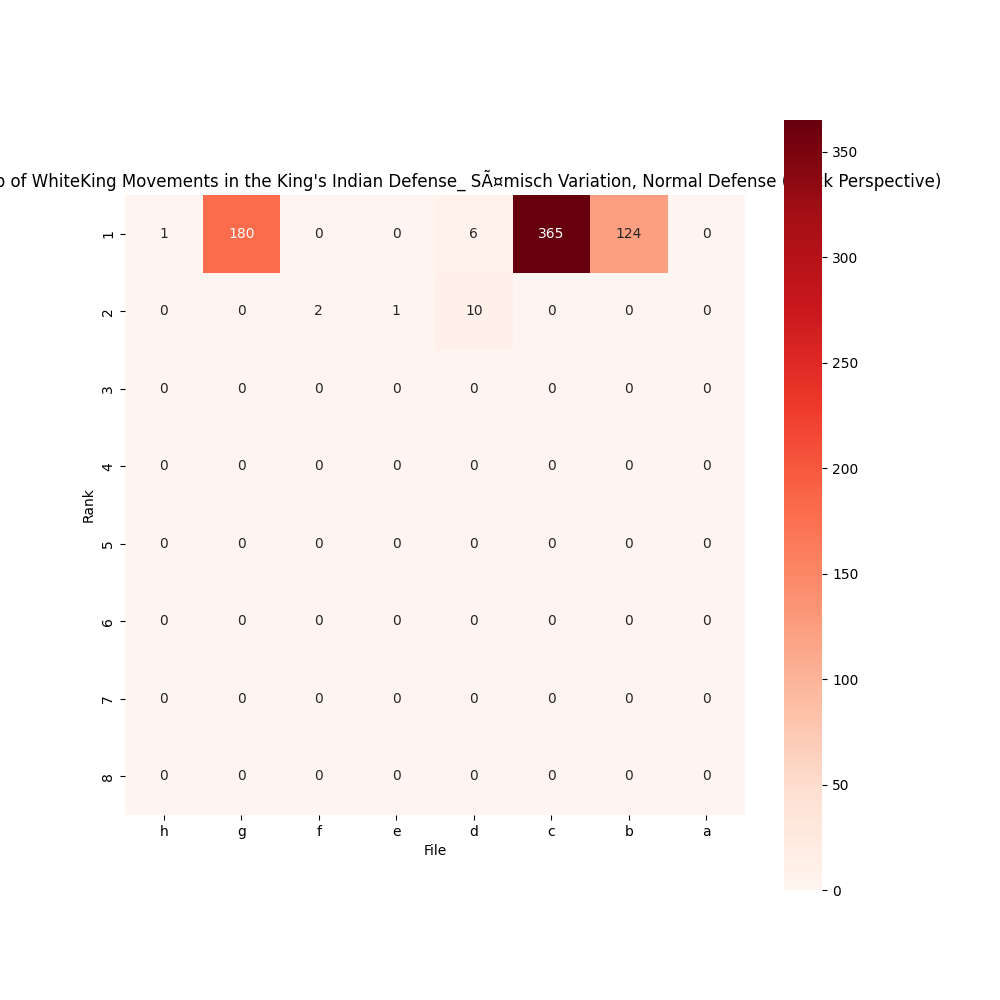 of WhiteKing Movements in the King's Indian Defense_ SÃ¤misch Variation, Normal Defense ( Perspective)
1 1 180 0 0 6 365 124 0
2 0 0 2 1 10 0 0 0
3 0 0 0 0 0 0 0 0
4 0 0 0 0 0 0 0 0
5 0 0 0 0 0 0 0 0
6 0 0 0 0 0 0 0 0
7 0 0 0 0 0 0 0 0
8 0 0 0 0 0 0 0 0
Rank
h g f e d c b a
File
350
300
250
200
150
100
50
0